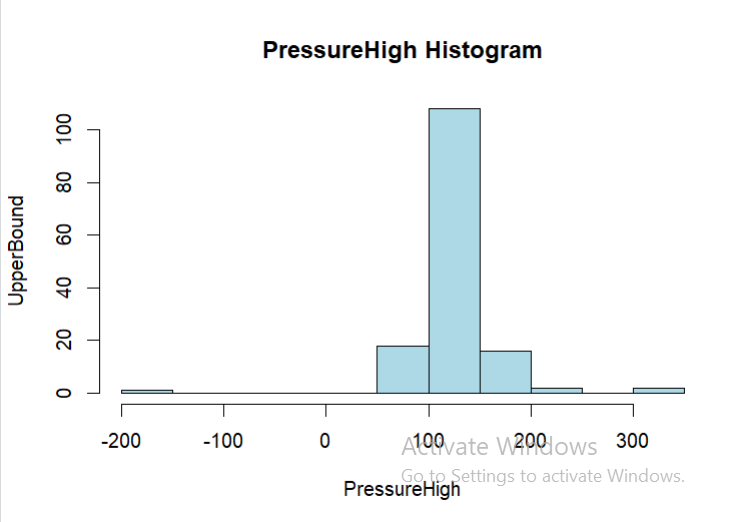 PressureHigh Histogram
UpperBound
100
80
60
40
20
0
-200 -100 0 100 200 300
Activate Windows
Go to Settings to activate Windows.
PressureHigh